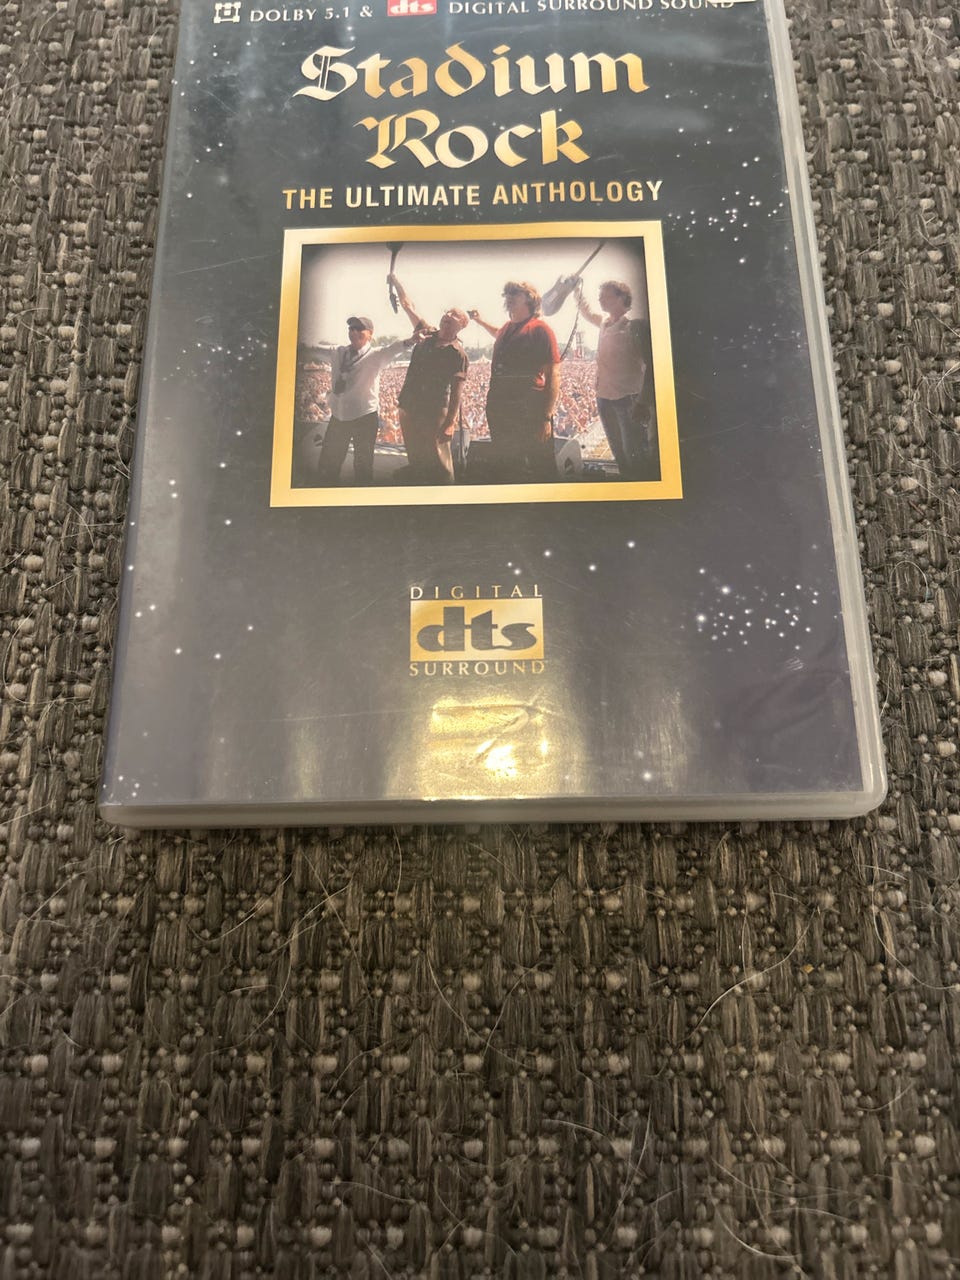 DOLBY 5.1 & dts DIGITAL SURROUND SOUND
Stadium
Rock
THE ULTIMATE ANTHOLOGY
DIGITAL
dts
SURROUND